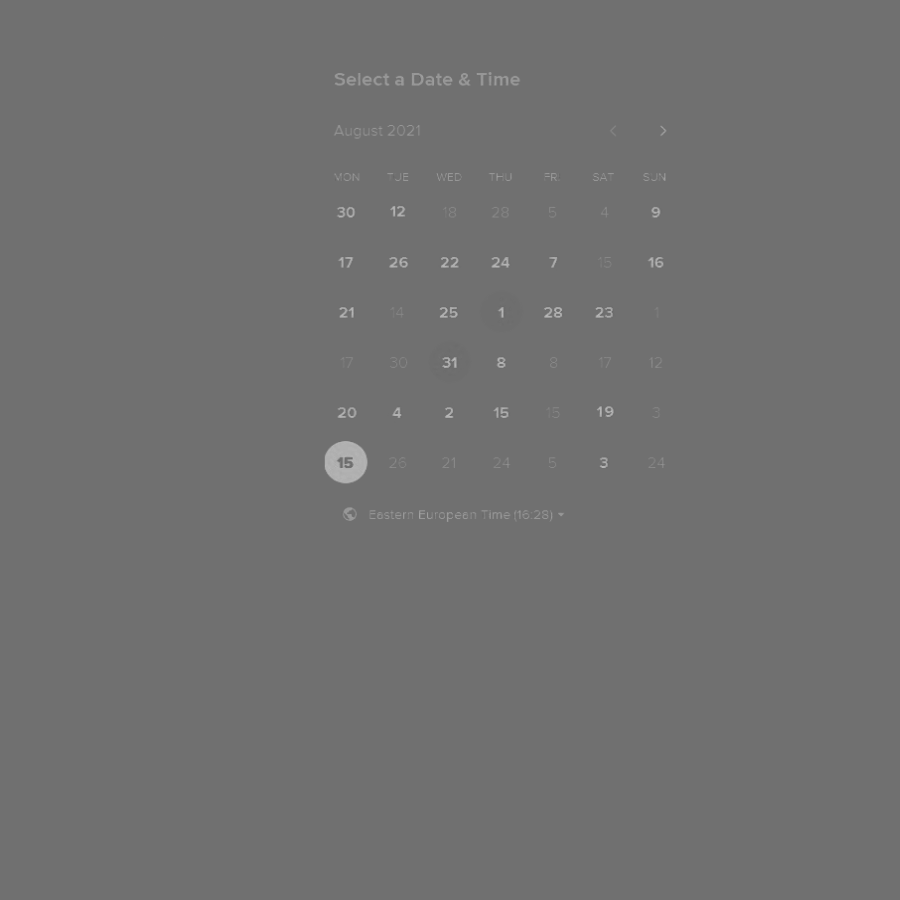 Select a Date & Time
August 2021
MON TUE WED THU FRI SAT SUN
30 12 18 28 5 4 9
17 26 22 24 7 15 16
21 14 25 1 28 23 1
17 30 31 8 8 17 12
20 4 2 15 15 19 3
15 26 21 24 5 3 24
Eastern European Time (16:28)